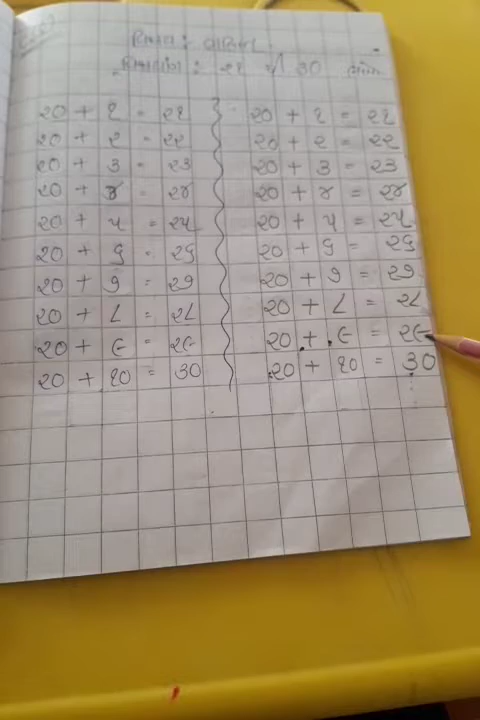 વિષય : ગણિત
૨૧ થી ૩૦
૨૦ + ૧ = ૨૧ ૨૦ + ૧ = ૨૧
૨૦ + ૨ = ૨૨ ૨૦ + ૨ = ૨૨
૨૦ + ૩ = ૨૩ ૨૦ + ૩ = ૨૩
૨૦ + ૪ = ૨૪ ૨૦ + ૪ = ૨૪
૨૦ + ૫ = ૨૫ ૨૦ + ૫ = ૨૫
૨૦ + ૬ = ૨૬ ૨૦ + ૬ = ૨૬
૨૦ + ૭ = ૨૭ ૨૦ + ૭ = ૨૭
૨૦ + ૮ = ૨૮ ૨૦ + ૮ = ૨૮
૨૦ + ૯ = ૨૯ ૨૦ + ૯ = ૨૯
૨૦ + ૧૦ = ૩૦ ૨૦ + ૧૦ = ૩૦